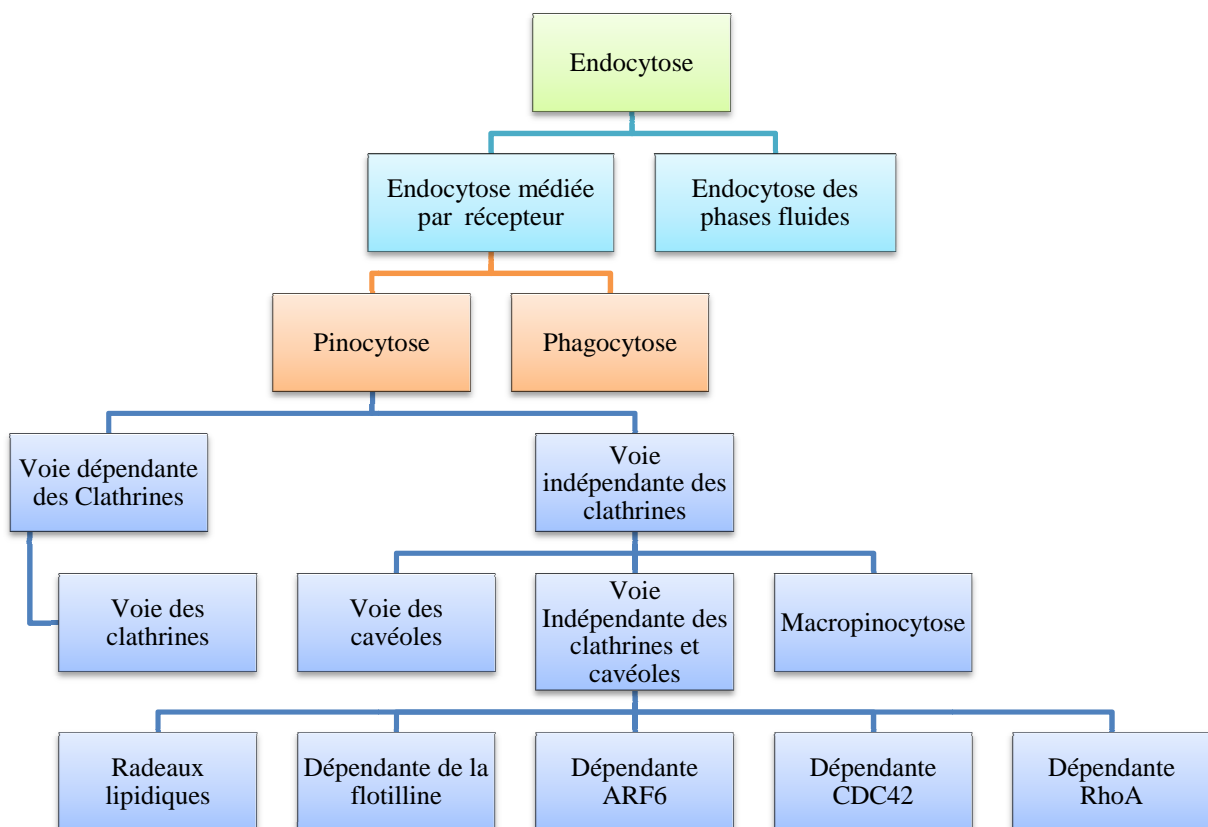 Endocytose
Endocytose médiée
par récepteur
Endocytose des
phases fluides
Pinocytose
Phagocytose
Voie dépendante
des Clathrines
Voie
indépendante des
clathrines
Voie des
clathrines
Voie des
cavéoles
Voie
Indépendante des
clathrines et
cavéoles
Macropinocytose
Radeaux
lipidiques
Dépendante de la
flotilline
Dépendante
ARF6
Dépendante
CDC42
Dépendante
RhoA